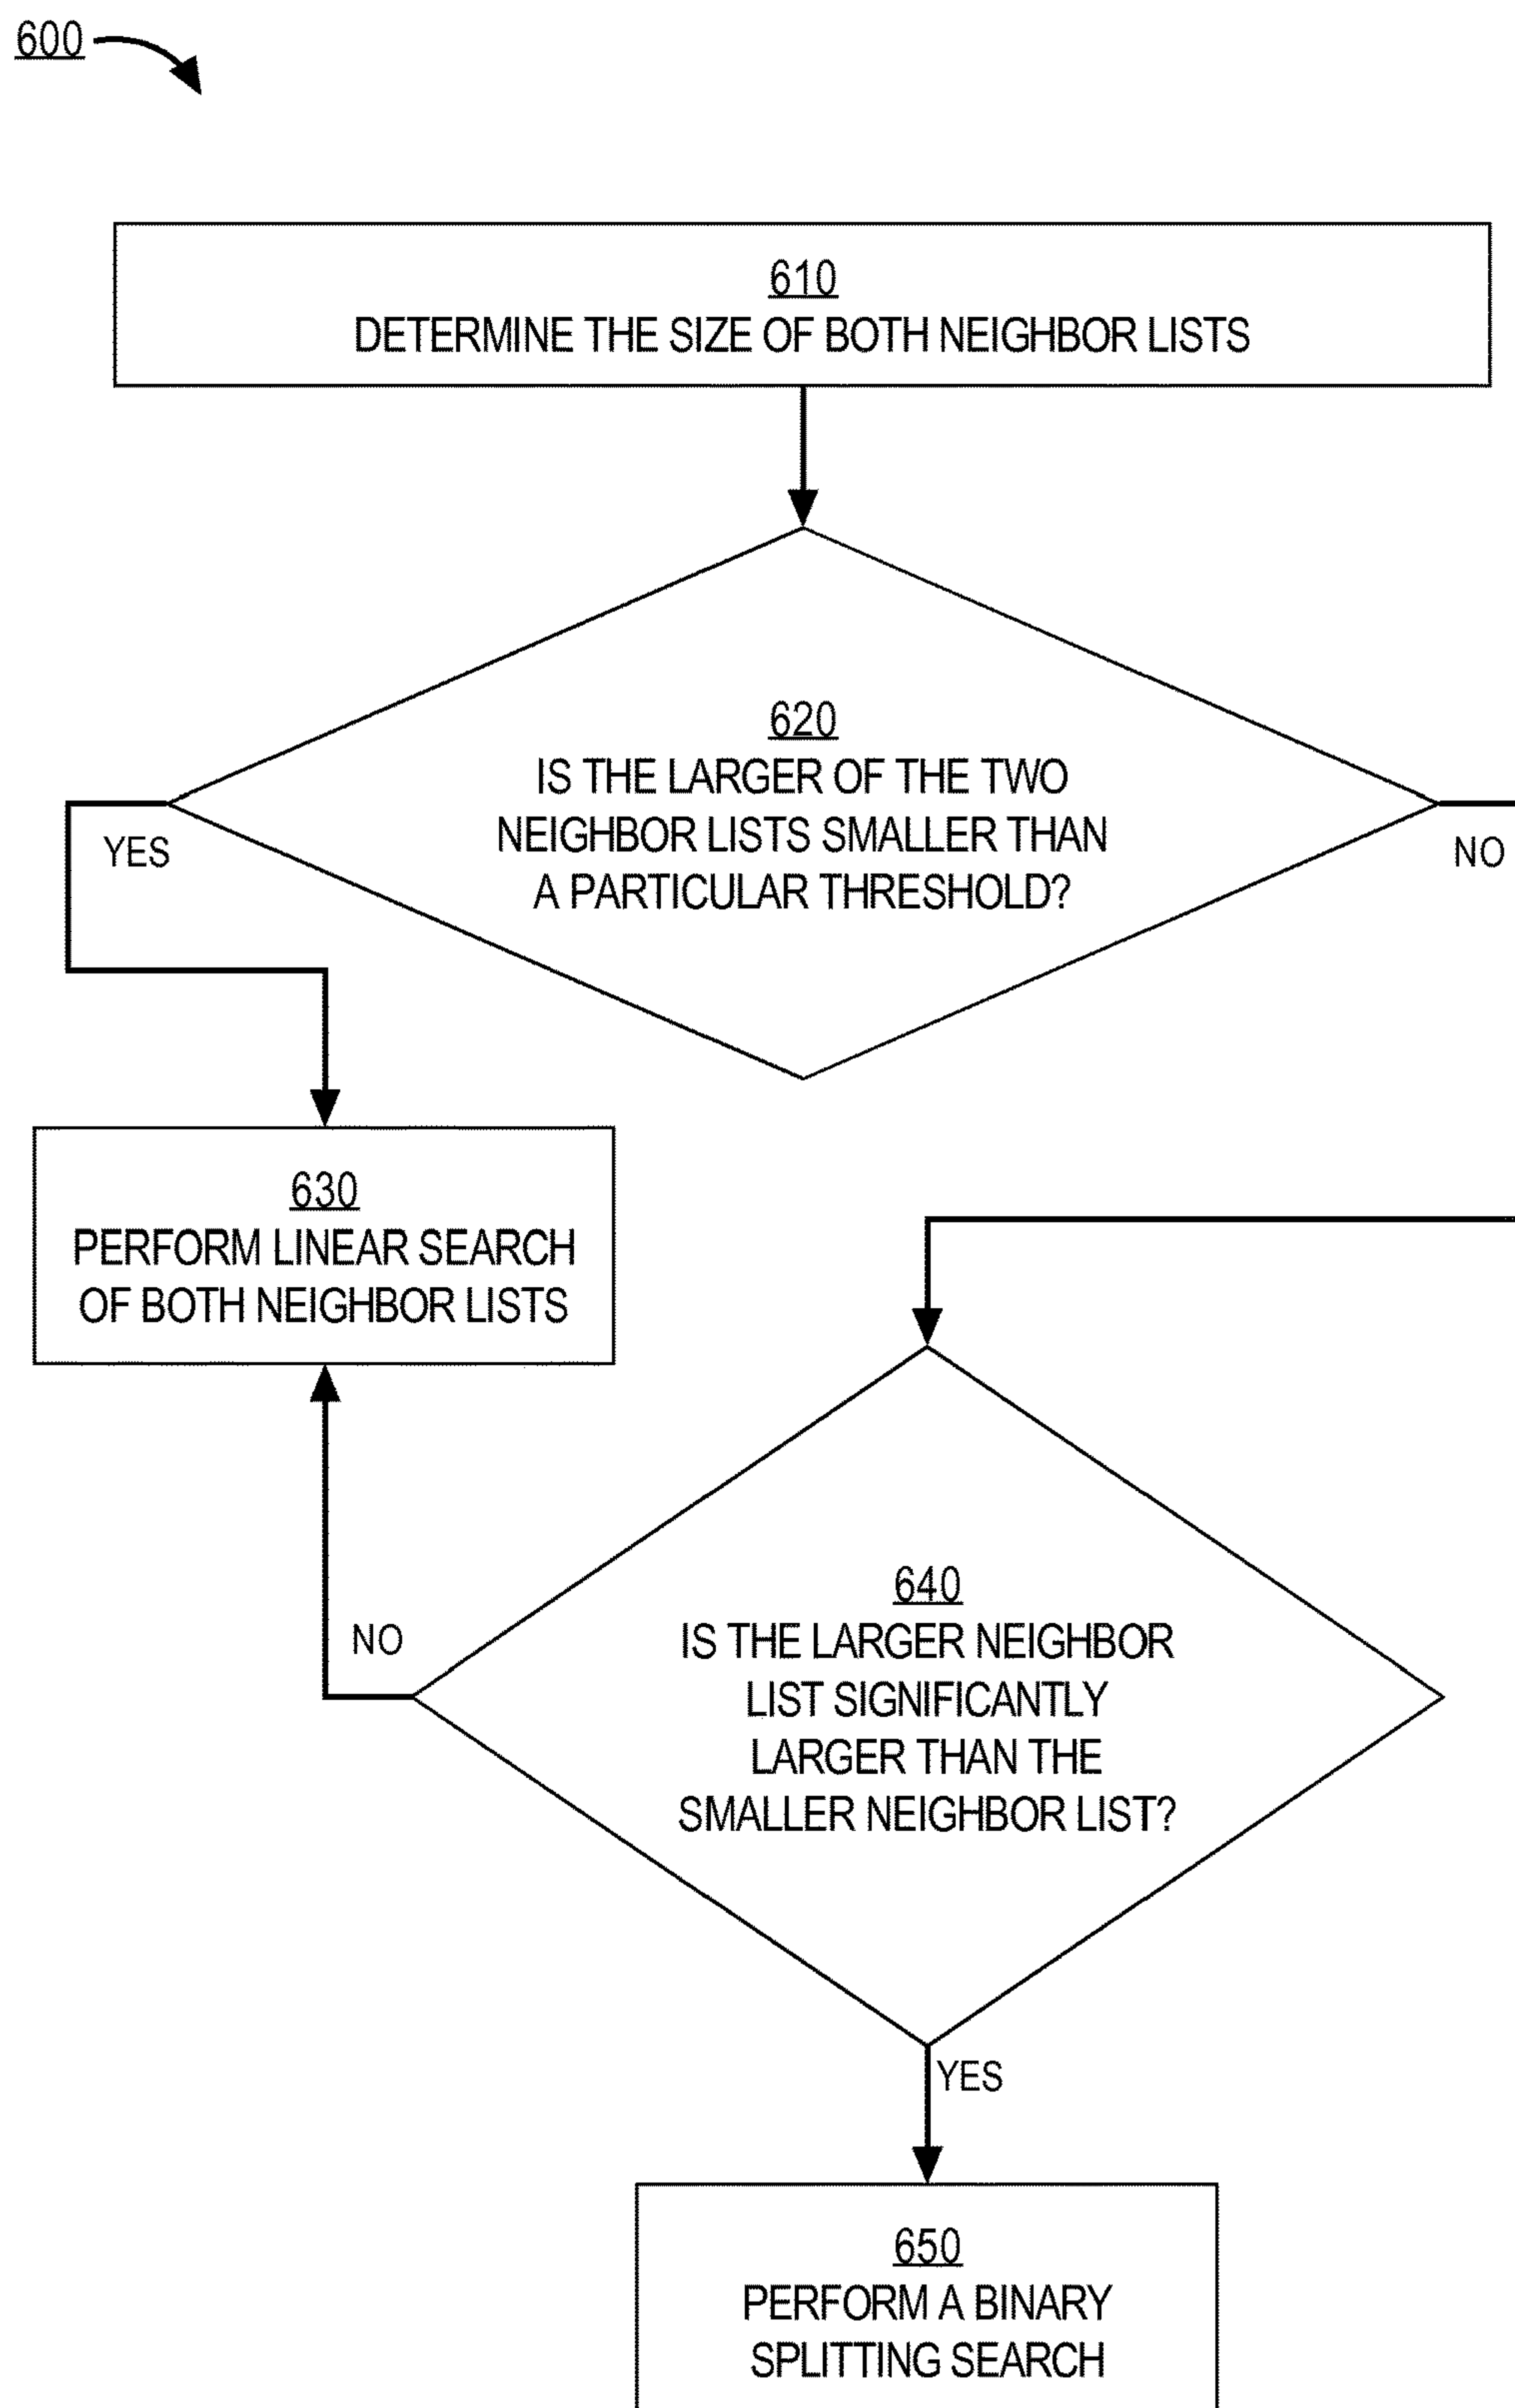 600
610
DETERMINE THE SIZE OF BOTH NEIGHBOR LISTS
620
IS THE LARGER OF THE TWO
NEIGHBOR LISTS SMALLER THAN
A PARTICULAR THRESHOLD?
YES
NO
630
PERFORM LINEAR SEARCH
OF BOTH NEIGHBOR LISTS
640
IS THE LARGER NEIGHBOR
LIST SIGNIFICANTLY
LARGER THAN THE
SMALLER NEIGHBOR LIST?
NO
YES
650
PERFORM A BINARY
SPLITTING SEARCH